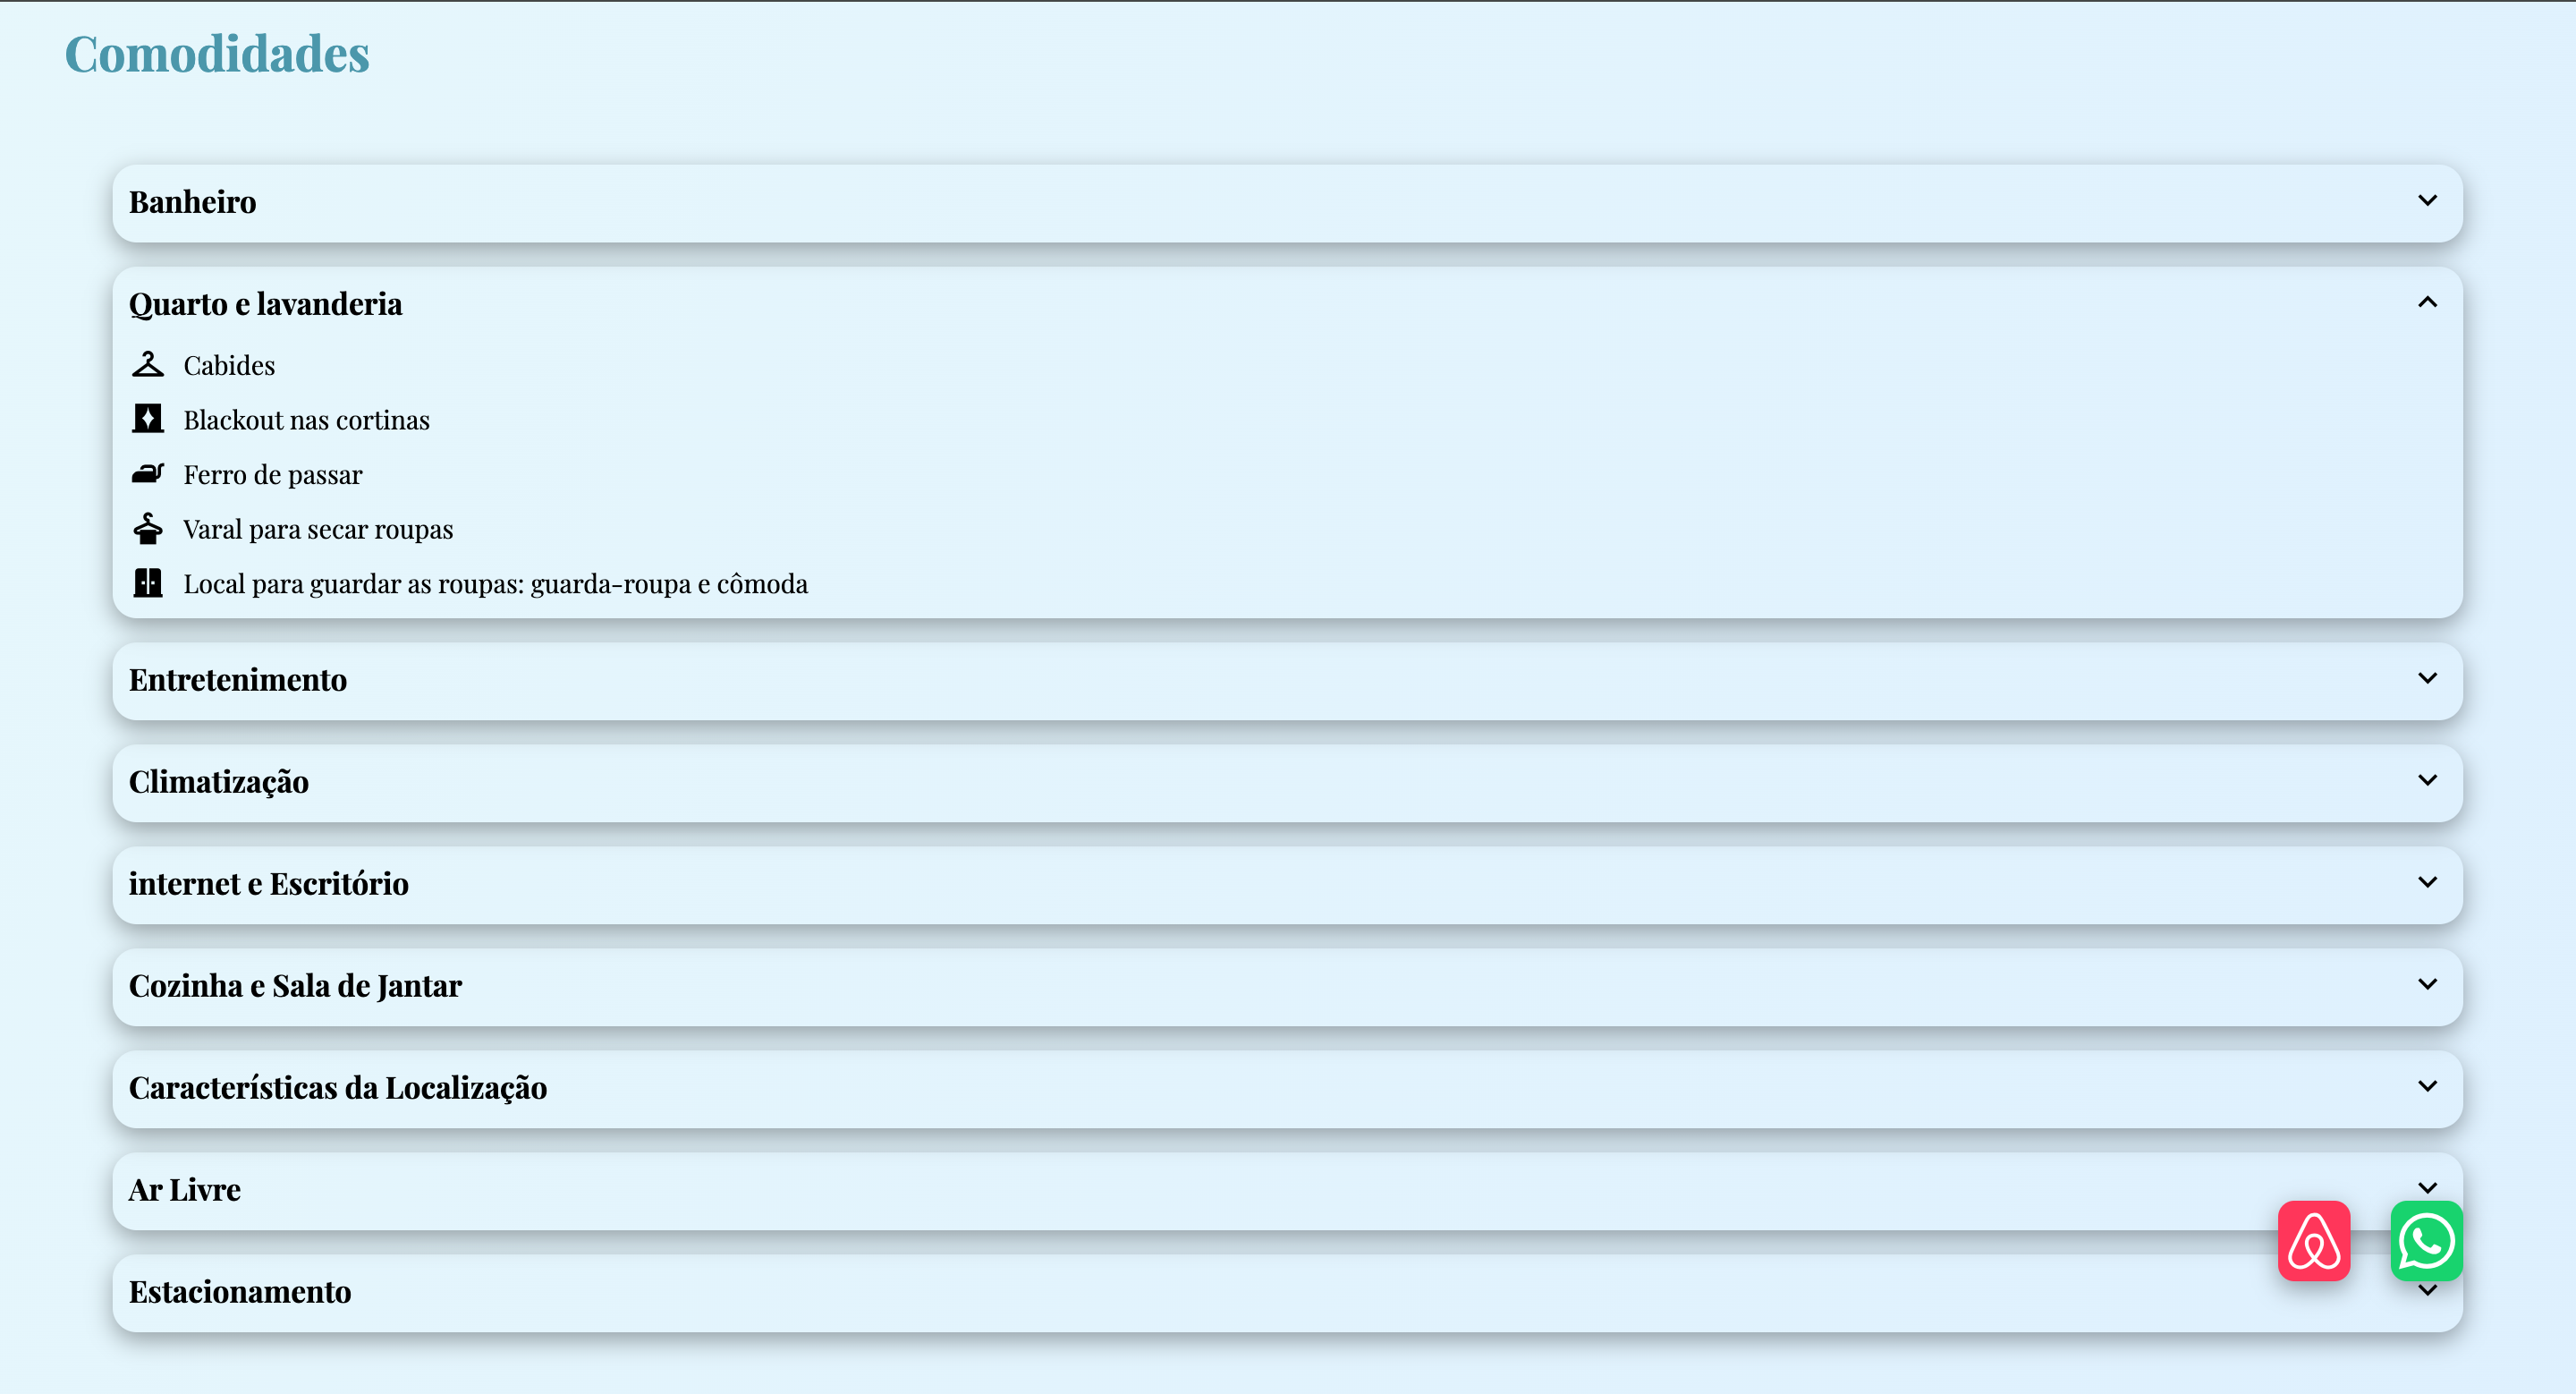 Comodidades
Banheiro
Quarto e lavanderia
Cabides
Blackout nas cortinas
Ferro de passar
Varal para secar roupas
Local para guardar as roupas: guarda-roupa e cômoda
Entretenimento
Climatização
internet e Escritório
Cozinha e Sala de Jantar
Características da Localização
Ar Livre
Estacionamento